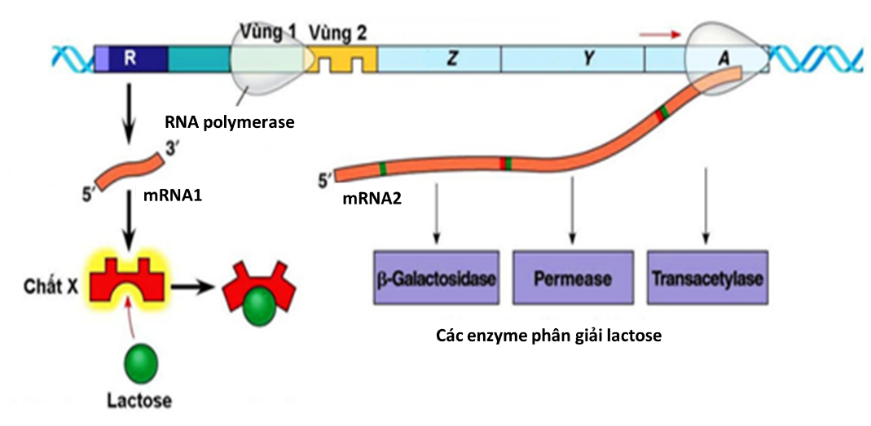 Vùng 1 Vùng 2
R
Z
Y
A
RNA polymerase
3'
5'
mRNA1
5'
mRNA2
Chất X
β-Galactosidase
Permease
Transacetylase
Các enzyme phân giải lactose
Lactose